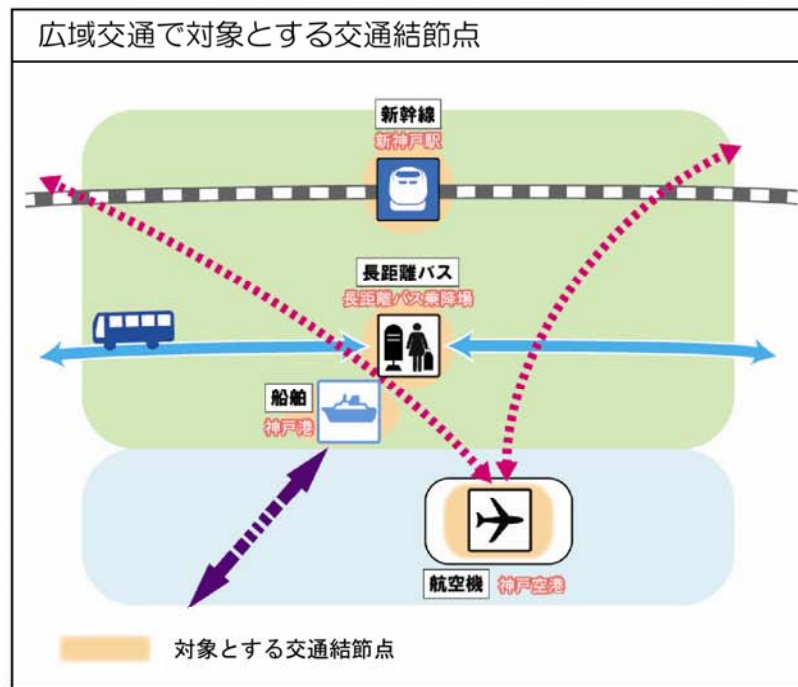 広域交通で対象とする交通結節点
新幹線
新神戸駅
長距離バス
長距離バス乗降場
船舶
神戸港
航空機 神戸空港
対象とする交通結節点